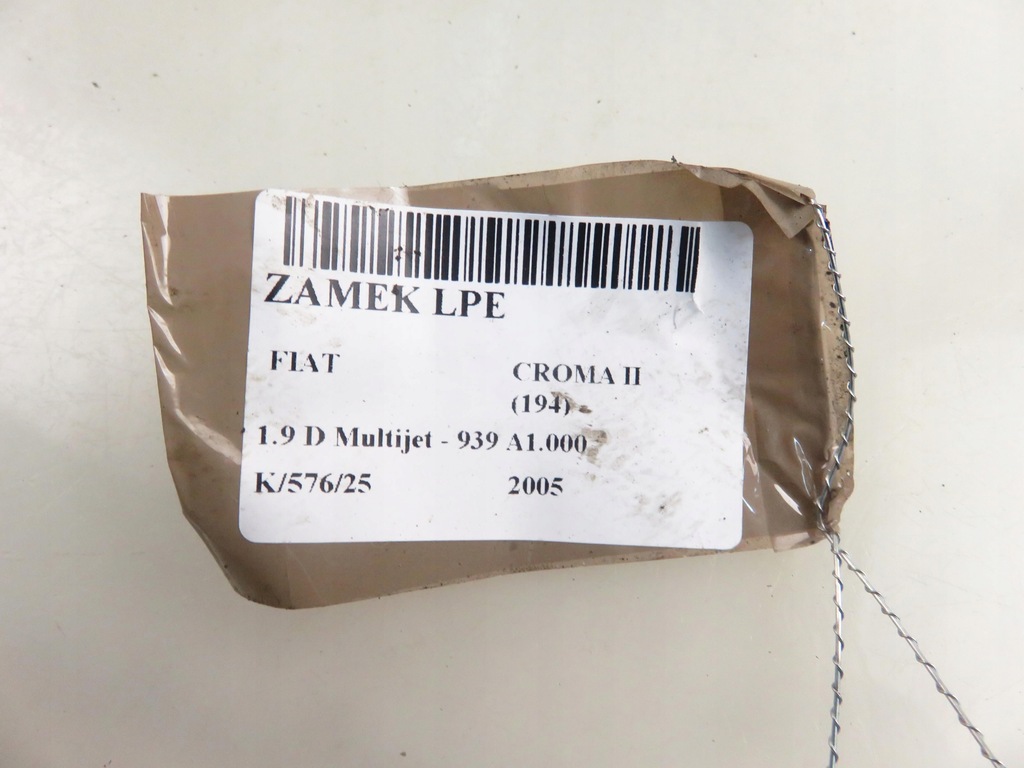 ZAMEK LPE
FIAT CROMA II
(194)
1.9 D Multijet - 939 A1.000
K/576/25 2005